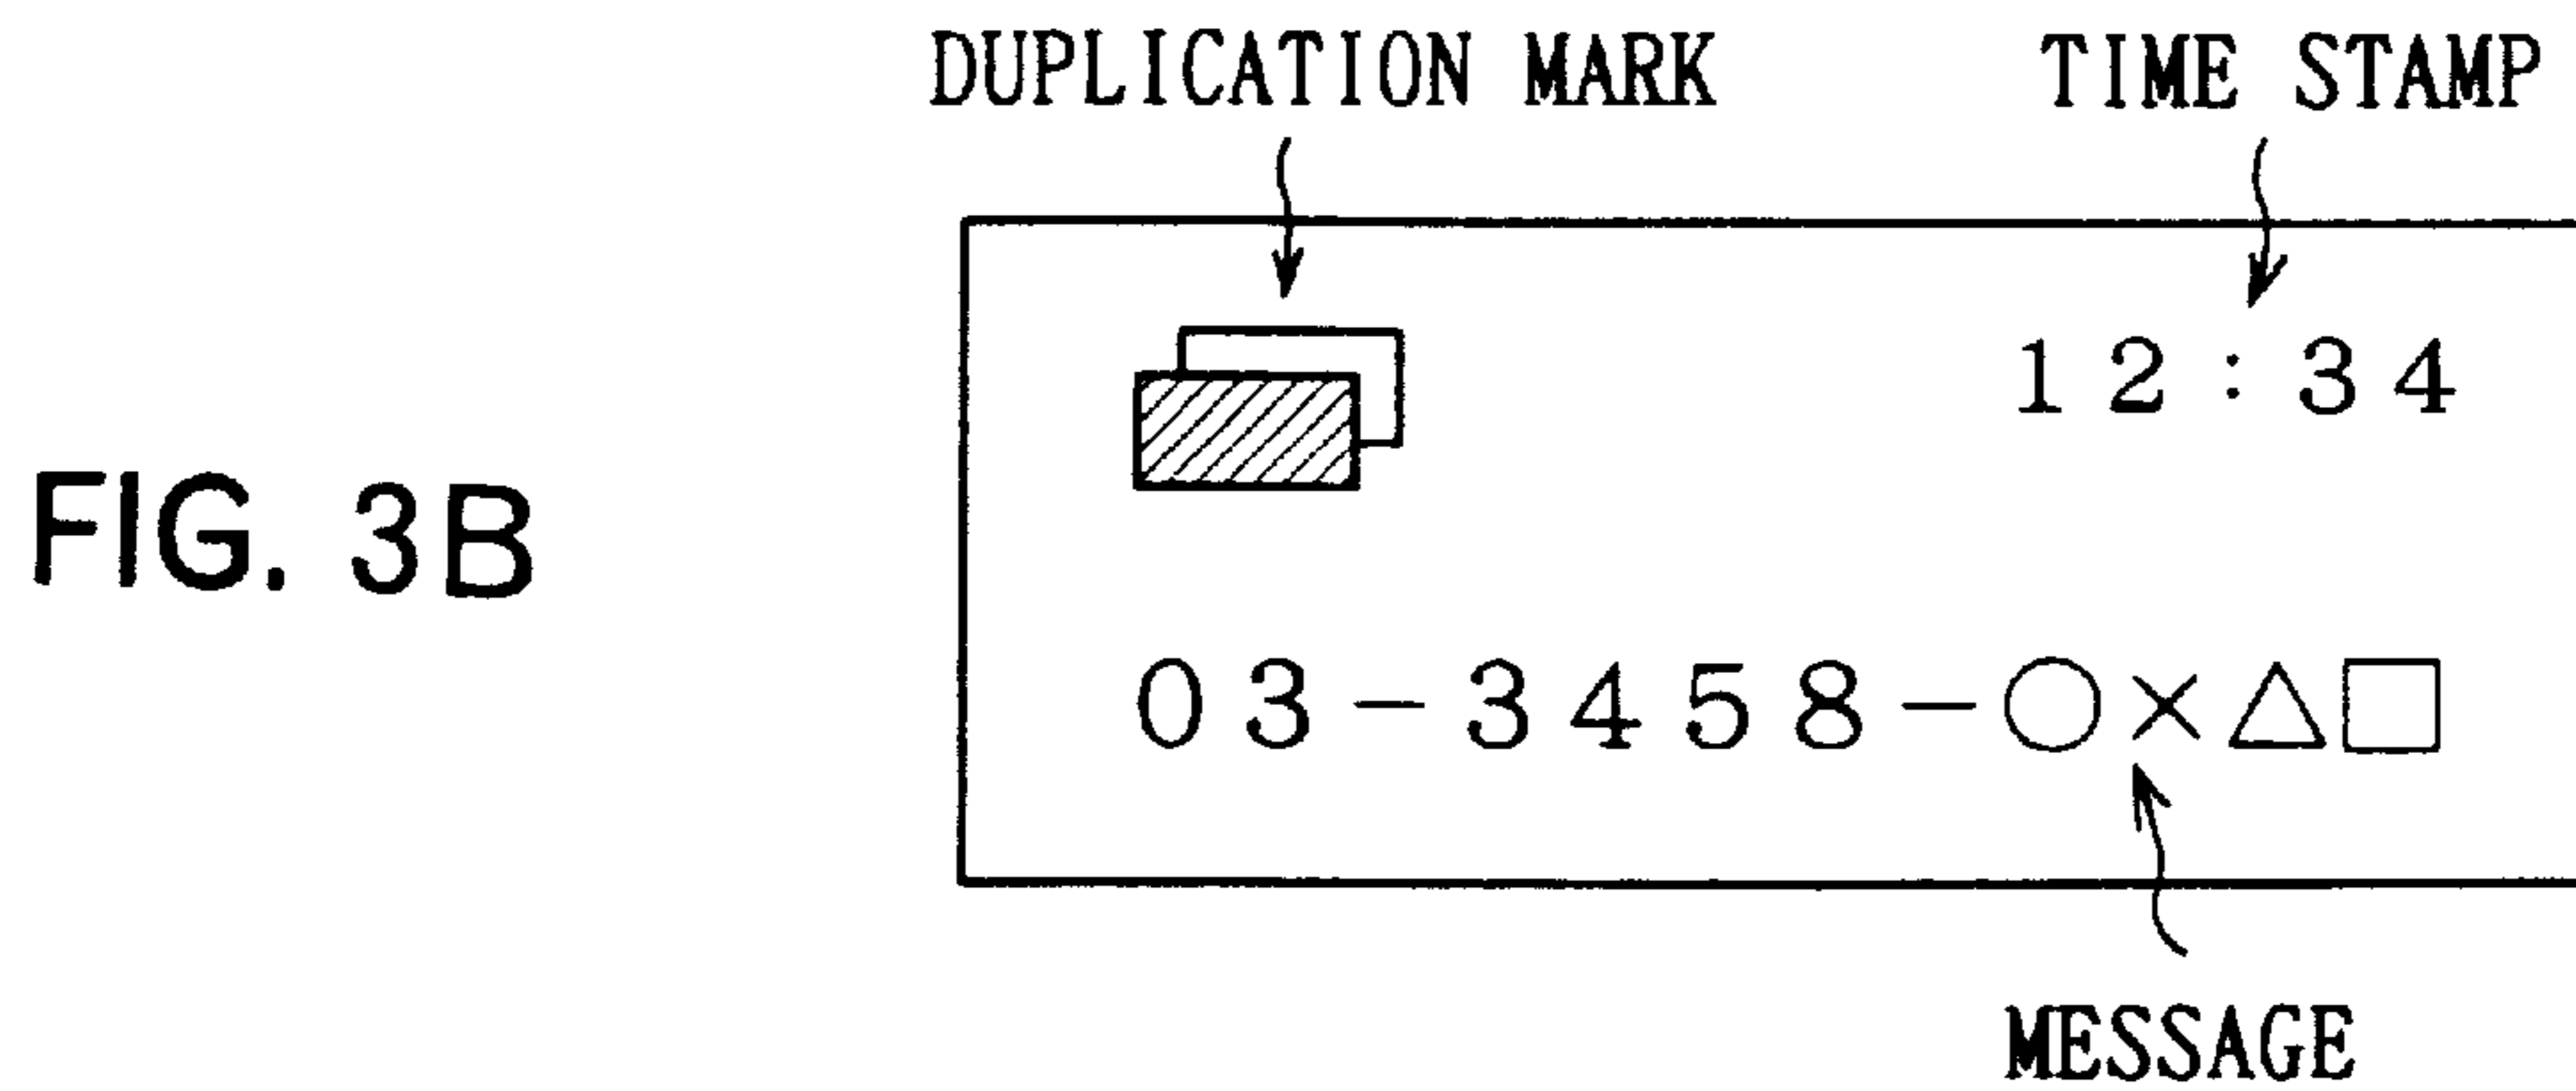 DUPLICATION MARK TIME STAMP
12:34
FIG. 3B
03-3458-○×△□
MESSAGE